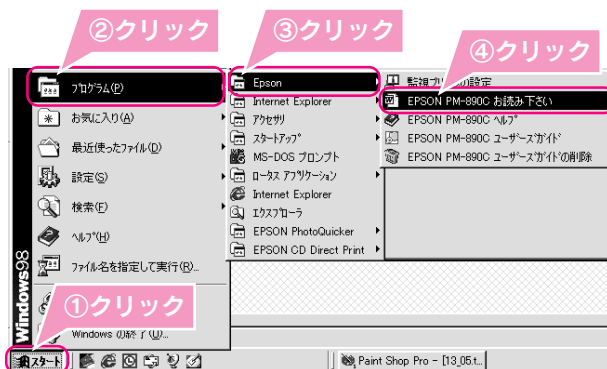 ②クリック
③クリック
④クリック
プログラム(P)
お気に入り(A)
最近使ったファイル(D)
設定(S)
検索(F)
ヘルプ(H)
ファイル名を指定して実行(R)...
①クリック
Windows の終了(U)...
Windows98
スタート
Epson
Internet Explorer
アクセサリ
スタートアップ
MS-DOS プロンプト
ロータス アプリケーション
Internet Explorer
エクスプローラ
EPSON PhotoQuicker
EPSON CD Direct Print
の設定
EPSON PM-890C お読み下さい
EPSON PM-890C ヘルプ
EPSON PM-890C ユーザーズガイド
EPSON PM-890C ユーザーズガイドの削除
Paint Shop Pro - [13_05.t...